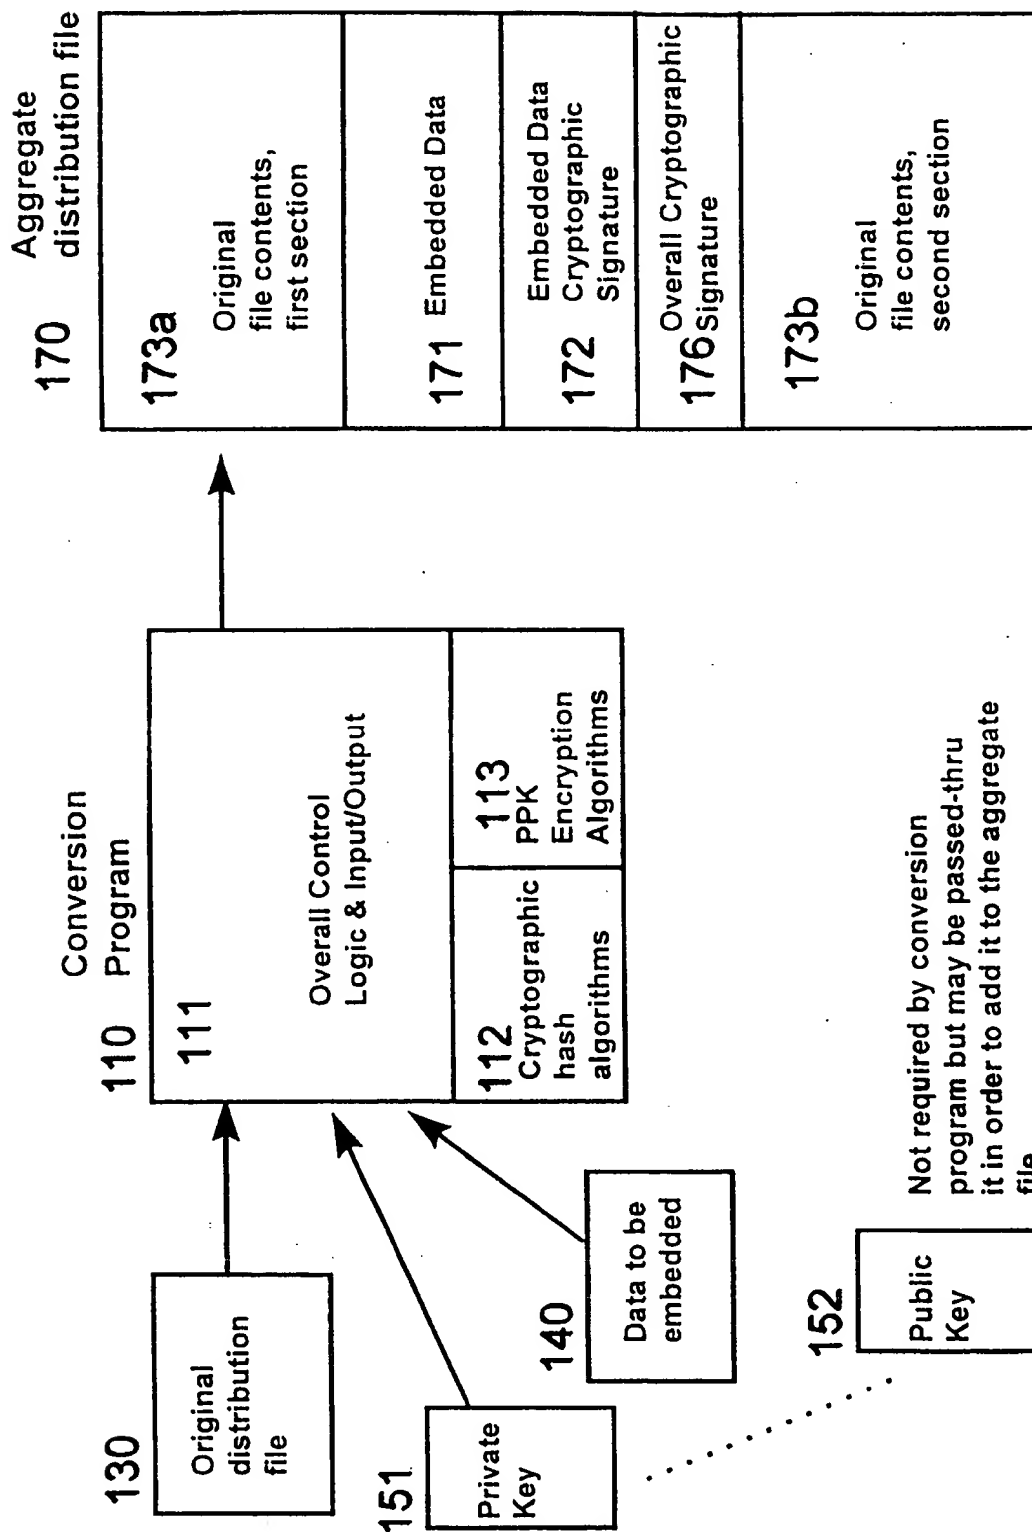 130
Original
distribution
file
151
Private
Key
140
Data to be
embedded
152
Public
Key
Not required by conversion
program but may be passed-thru
it in order to add it to the aggregate
file
Conversion
110 Program
111
Overall Control
Logic & Input/Output
112
Cryptographic
hash
algorithms
113
PPK
Encryption
Algorithms
Aggregate
170 distribution file
173a
Original
file contents,
first section
171 Embedded Data
Embedded Data
Cryptographic
172 Signature
Overall Cryptographic
176 Signature
173b
Original
file contents,
second section